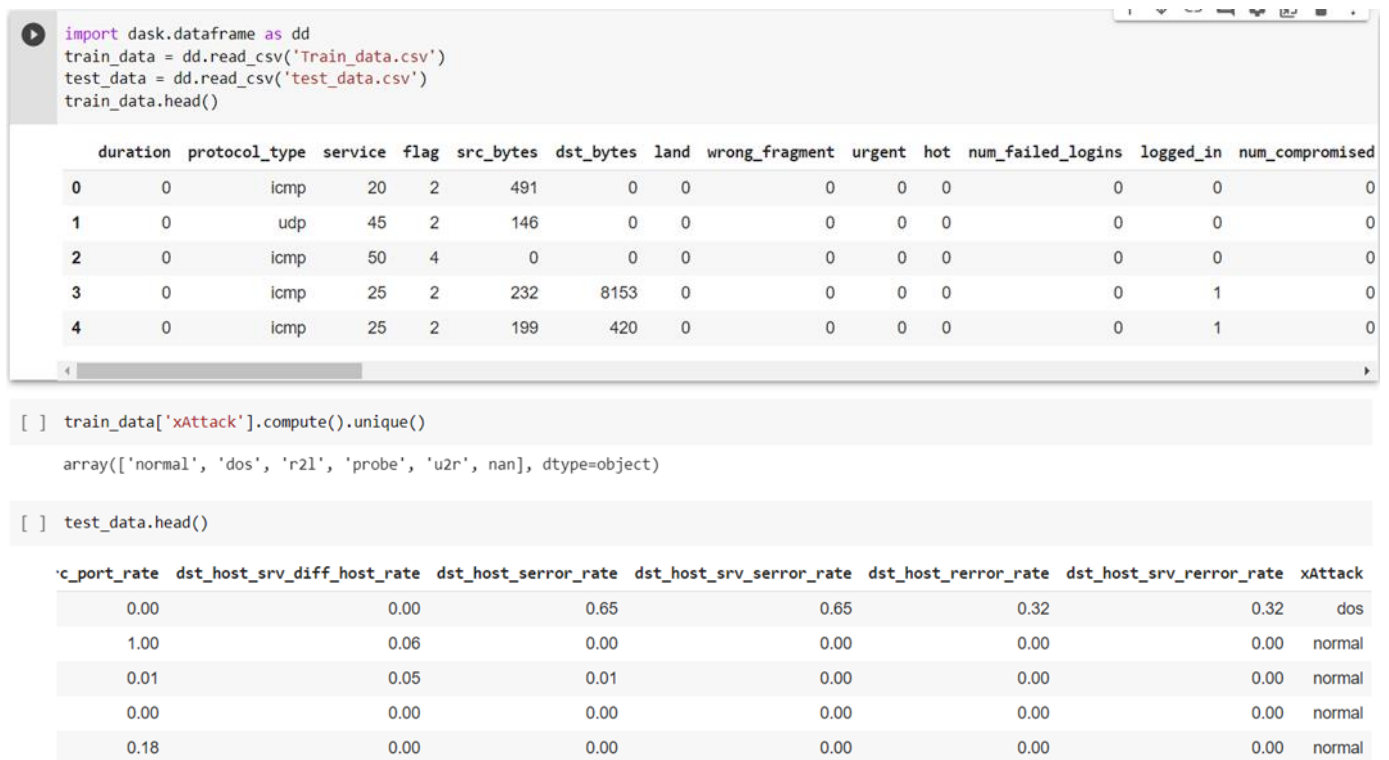 import dask.dataframe as dd
train_data = dd.read_csv('Train_data.csv')
test_data = dd.read_csv('test_data.csv')
train_data.head()
duration protocol_type service flag src_bytes dst_bytes land wrong_fragment urgent hot num_failed_logins logged_in num_compromised
0 0 icmp 20 2 491 0 0 0 0 0 0 0 0
1 0 udp 45 2 146 0 0 0 0 0 0 0 0
2 0 icmp 50 4 0 0 0 0 0 0 0 0 0
3 0 icmp 25 2 232 8153 0 0 0 0 0 1 0
4 0 icmp 25 2 199 420 0 0 0 0 0 1 0
[ ] train_data['xAttack'].compute().unique()
array(['normal', 'dos', 'r2l', 'probe', 'u2r', nan], dtype=object)
[ ] test_data.head()
c_port_rate dst_host_srv_diff_host_rate dst_host_serror_rate dst_host_srv_serror_rate dst_host_rerror_rate dst_host_srv_rerror_rate xAttack
0.00 0.00 0.65 0.65 0.32 0.32 dos
1.00 0.06 0.00 0.00 0.00 0.00 normal
0.01 0.05 0.01 0.00 0.00 0.00 normal
0.00 0.00 0.00 0.00 0.00 0.00 normal
0.18 0.00 0.00 0.00 0.00 0.00 normal